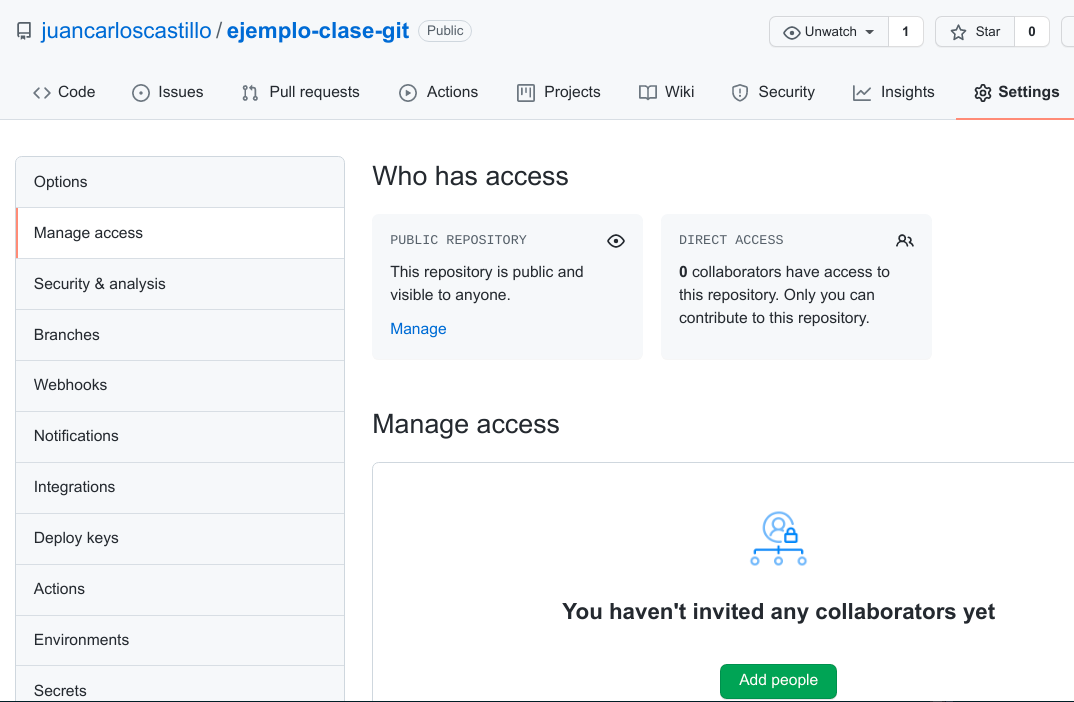 juancarloscastillo / ejemplo-clase-git Public Unwatch 1 Star 0
Code Issues Pull requests Actions Projects Wiki Security Insights Settings
Options
Manage access
Security & analysis
Branches
Webhooks
Notifications
Integrations
Deploy keys
Actions
Environments
Secrets
Who has access
PUBLIC REPOSITORY
This repository is public and
visible to anyone.
Manage
DIRECT ACCESS
0 collaborators have access to
this repository. Only you can
contribute to this repository.
Manage access
You haven't invited any collaborators yet
Add people